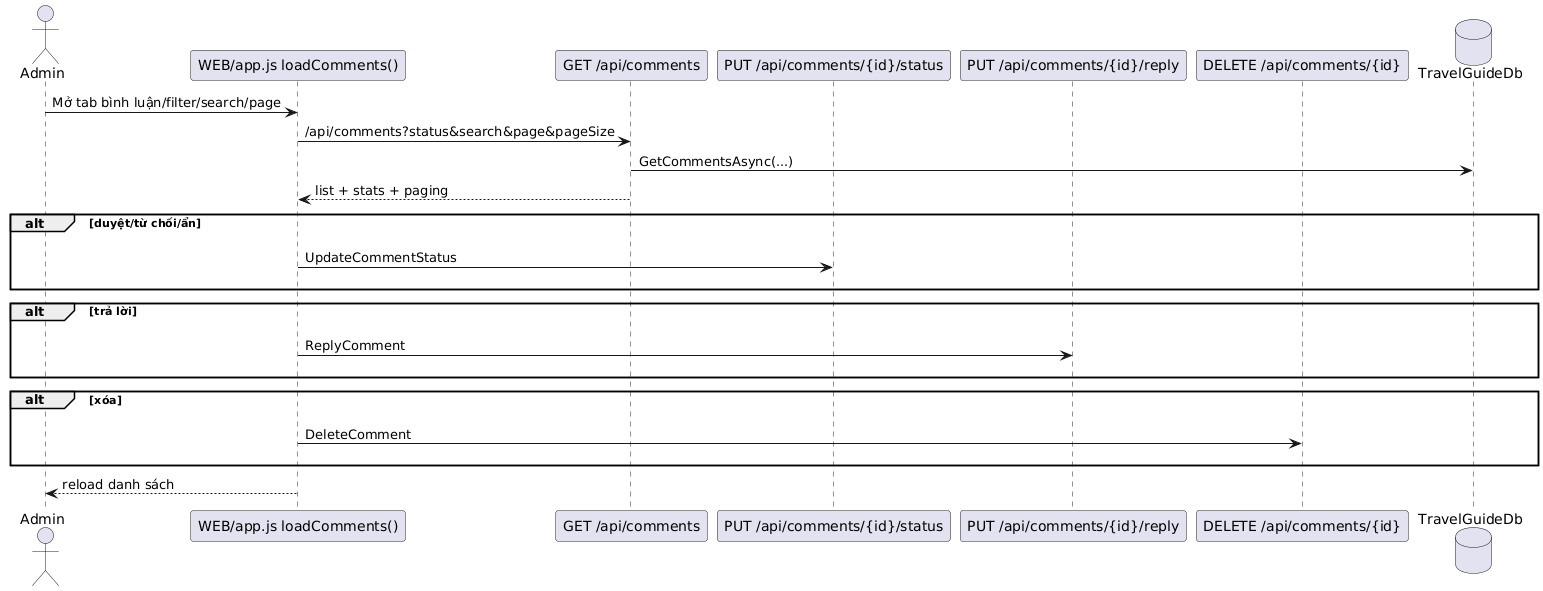 Admin
WEB/app.js loadComments()
GET /api/comments
PUT /api/comments/{id}/status
PUT /api/comments/{id}/reply
DELETE /api/comments/{id}
TravelGuideDb
Mở tab bình luận/filter/search/page
/api/comments?status&search&page&pageSize
GetCommentsAsync(...)
list + stats + paging
alt [duyệt/từ chối/ẩn]
UpdateCommentStatus
alt [trả lời]
ReplyComment
alt [xóa]
DeleteComment
reload danh sách
Admin
WEB/app.js loadComments()
GET /api/comments
PUT /api/comments/{id}/status
PUT /api/comments/{id}/reply
DELETE /api/comments/{id}
TravelGuideDb